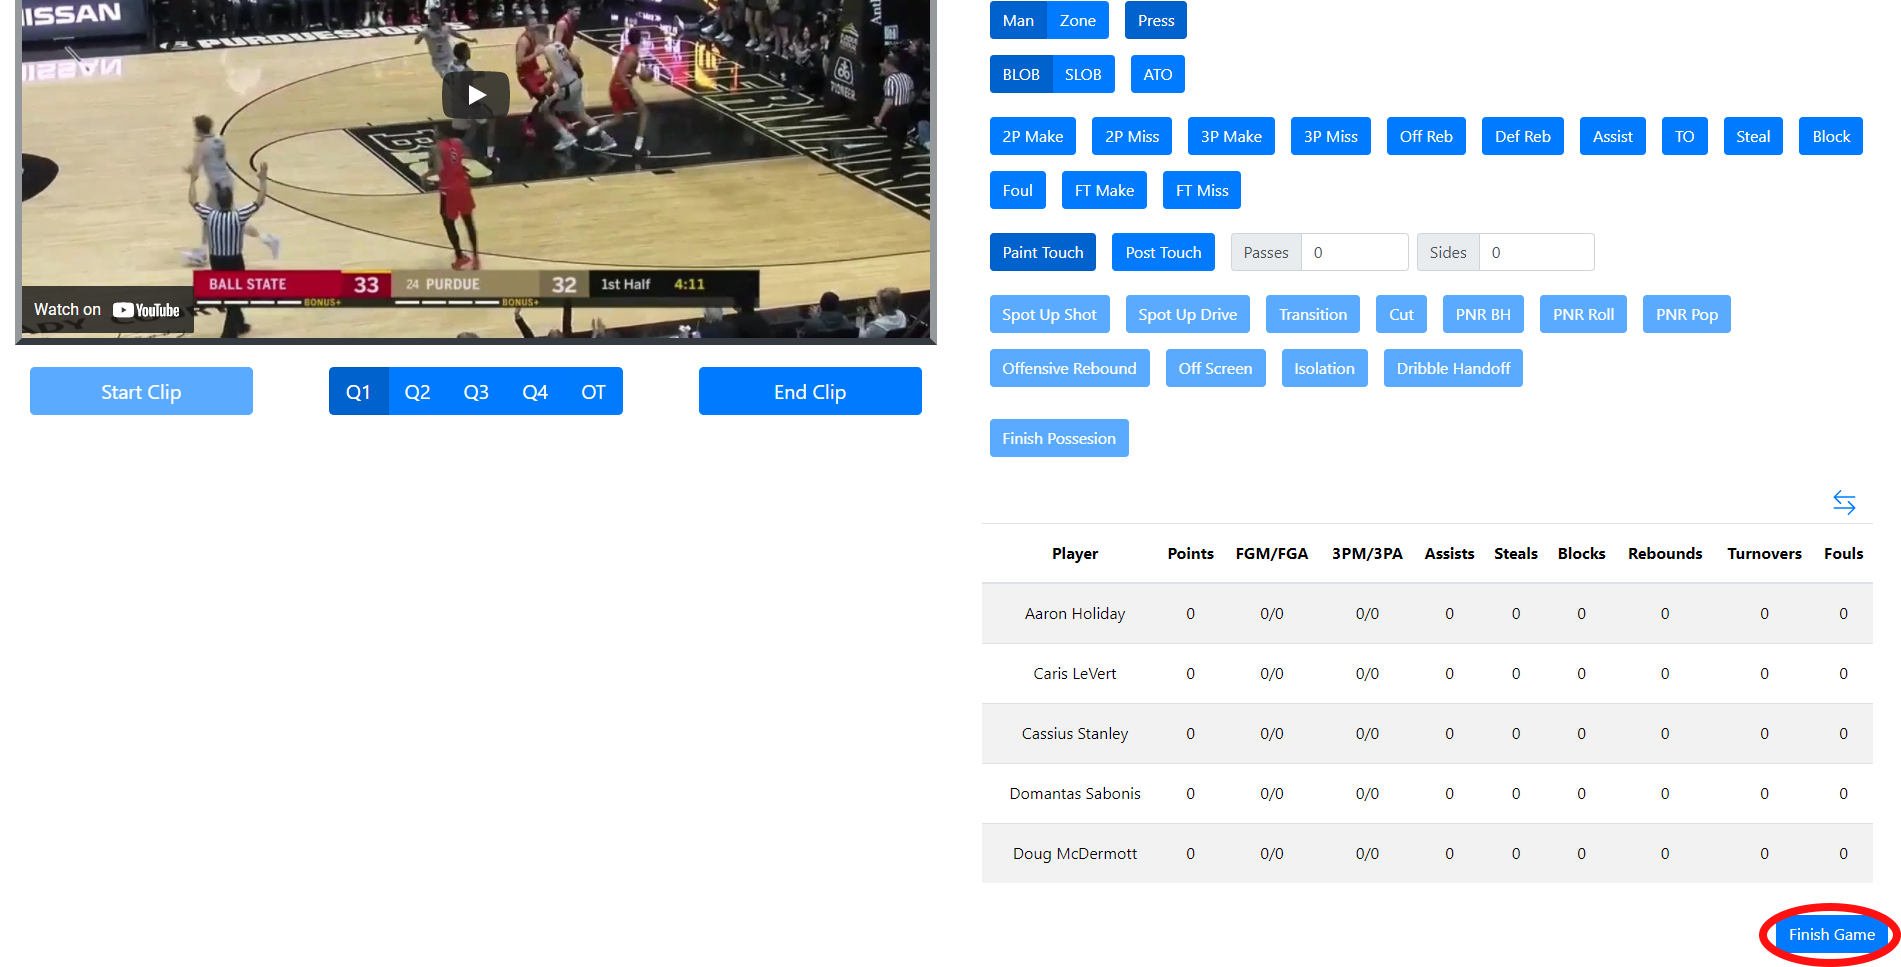 NISSAN
PURDUESPORTS
PIONEER
BALL STATE 33 24 PURDUE 32 1st Half 4:11
BONUS+ BONUS+
Watch on YouTube
Start Clip
Q1 Q2 Q3 Q4 OT
End Clip
Man Zone Press
BLOB SLOB ATO
2P Make 2P Miss 3P Make 3P Miss Off Reb Def Reb Assist TO Steal Block
Foul FT Make FT Miss
Paint Touch Post Touch Passes 0 Sides 0
Spot Up Shot Spot Up Drive Transition Cut PNR BH PNR Roll PNR Pop
Offensive Rebound Off Screen Isolation Dribble Handoff
Finish Possesion
Player Points FGM/FGA 3PM/3PA Assists Steals Blocks Rebounds Turnovers Fouls
Aaron Holiday 0 0/0 0/0 0 0 0 0 0 0
Caris LeVert 0 0/0 0/0 0 0 0 0 0 0
Cassius Stanley 0 0/0 0/0 0 0 0 0 0 0
Domantas Sabonis 0 0/0 0/0 0 0 0 0 0 0
Doug McDermott 0 0/0 0/0 0 0 0 0 0 0
Finish Game